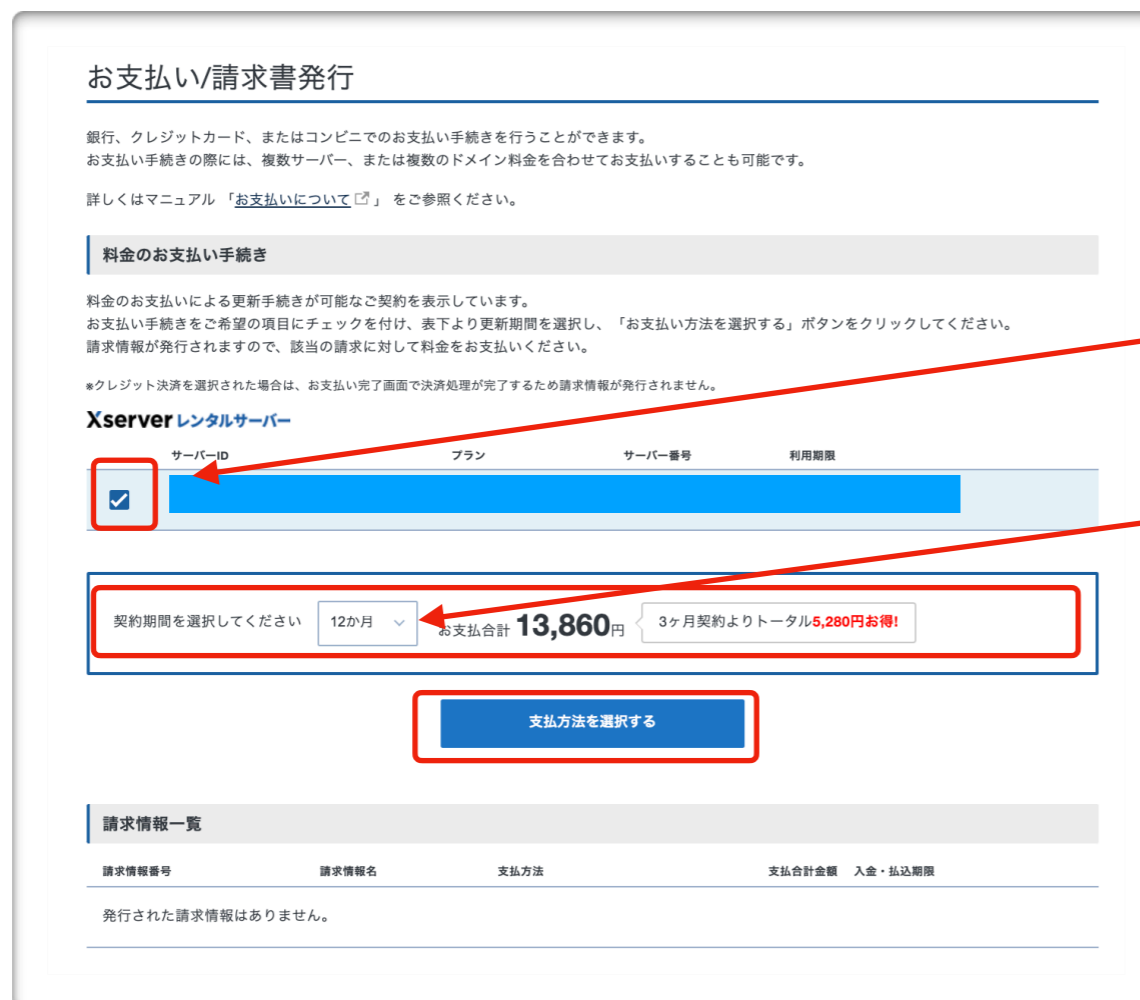 お支払い/請求書発行
銀行、クレジットカード、またはコンビニでのお支払い手続きを行うことができます。
お支払い手続きの際には、複数サーバー、または複数のドメイン料金を合わせてお支払いすることも可能です。
詳しくはマニュアル 「お支払いについて」 をご参照ください。
料金のお支払い手続き
料金のお支払いによる更新手続きが可能なご契約を表示しています。
お支払い手続きをご希望の項目にチェックを付け、表下より更新期間を選択し、「お支払い方法を選択する」ボタンをクリックしてください。
請求情報が発行されますので、該当の請求に対して料金をお支払いください。
※クレジット決済を選択された場合は、お支払い完了画面で決済処理が完了するため請求情報が発行されません。
Xserver レンタルサーバー
サーバーID プラン サーバー番号 利用期限
契約期間を選択してください 12か月 お支払合計 13,860円 3ヶ月契約よりトータル5,280円お得!
支払方法を選択する
請求情報一覧
請求情報番号 請求情報名 支払方法 支払合計金額 入金・払込期限
発行された請求情報はありません。